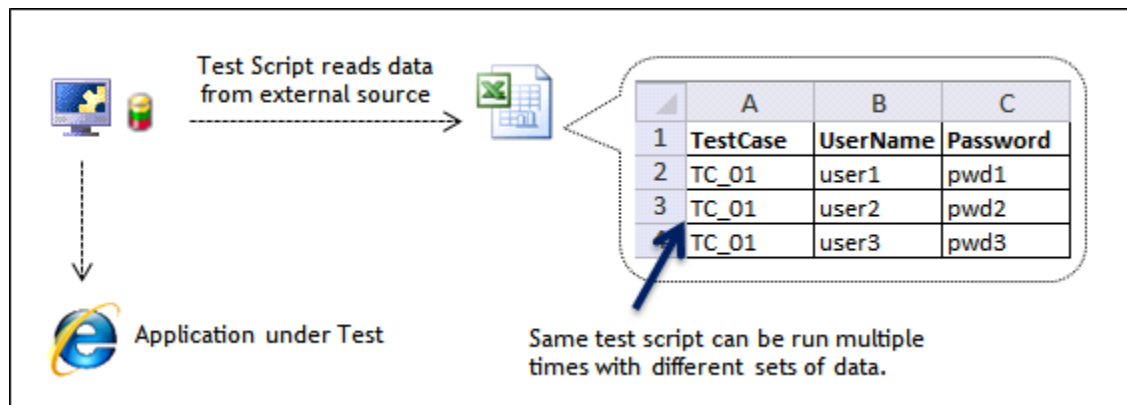 Test Script reads data
from external source
A B C
1 TestCase UserName Password
2 TC_01 user1 pwd1
3 TC_01 user2 pwd2
TC_01 user3 pwd3
Application under Test
Same test script can be run multiple
times with different sets of data.